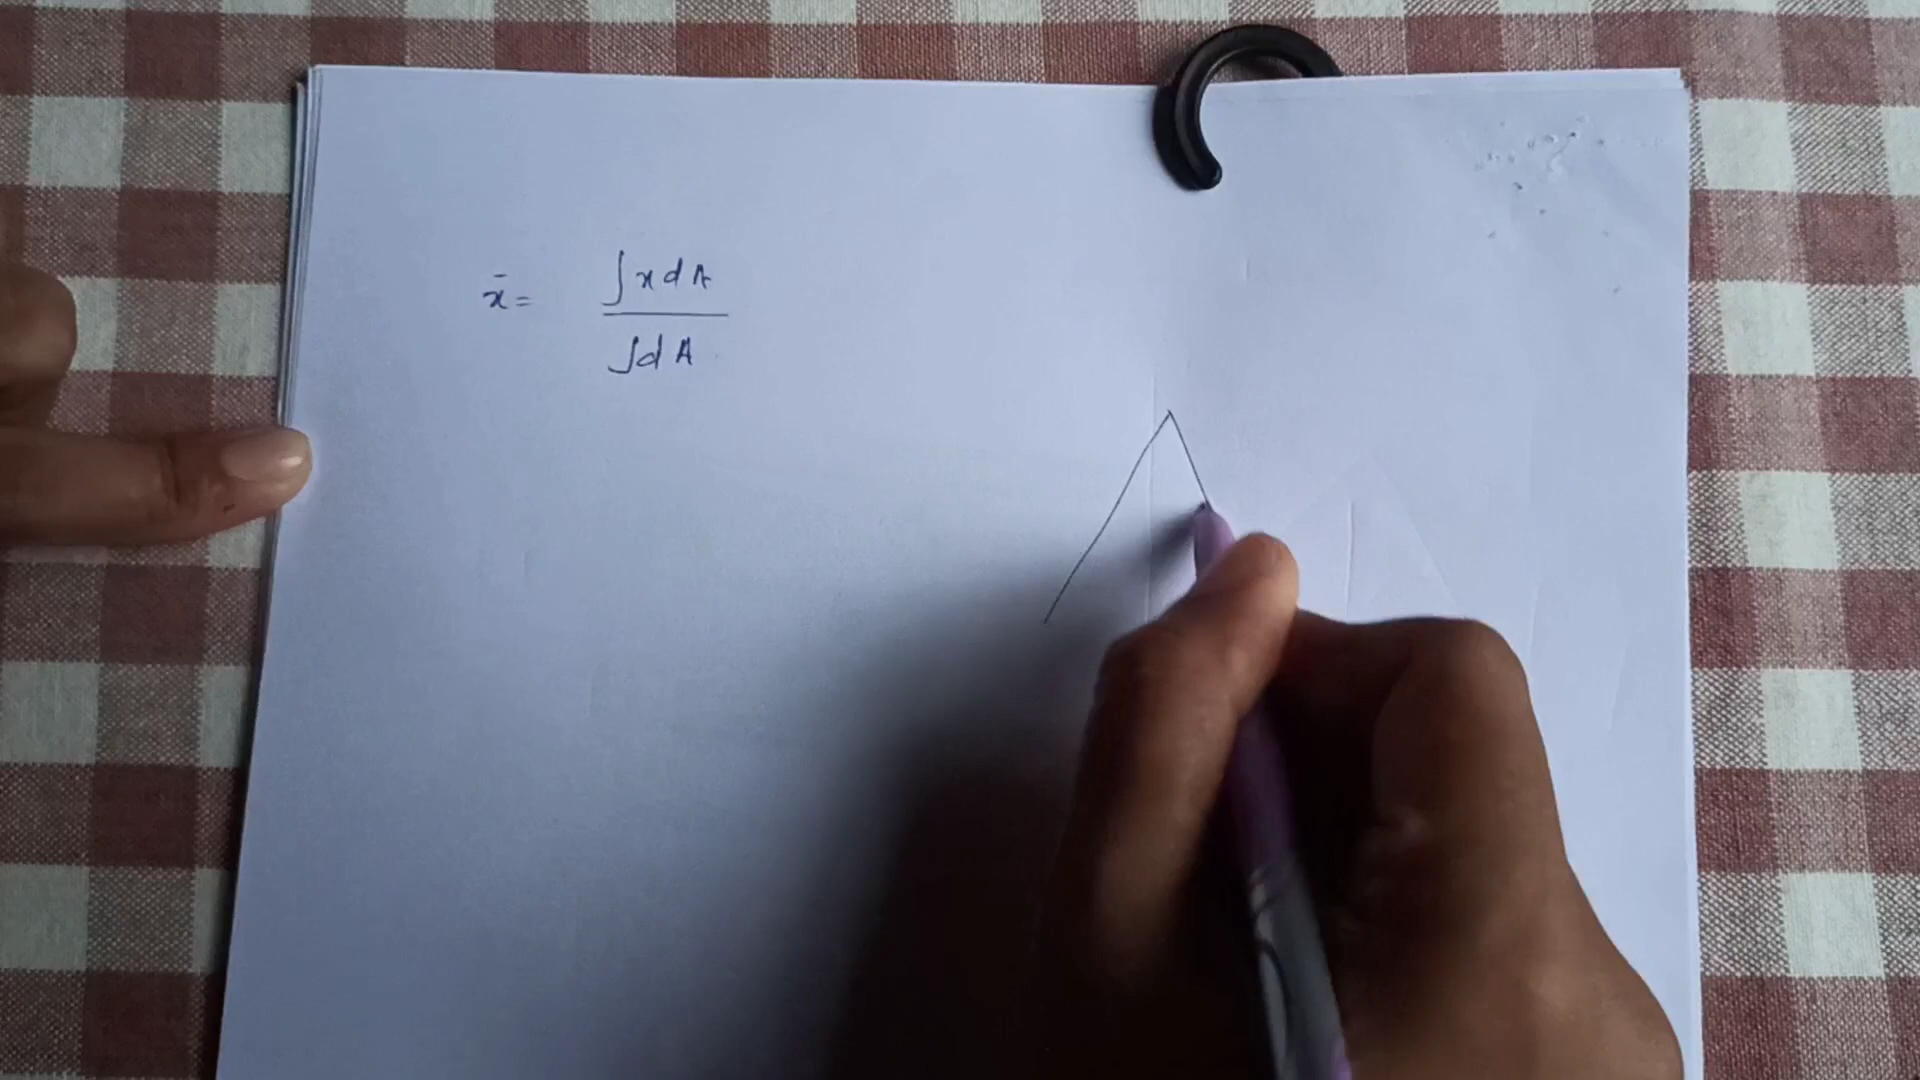 x̄ = ∫x dA
∫dA